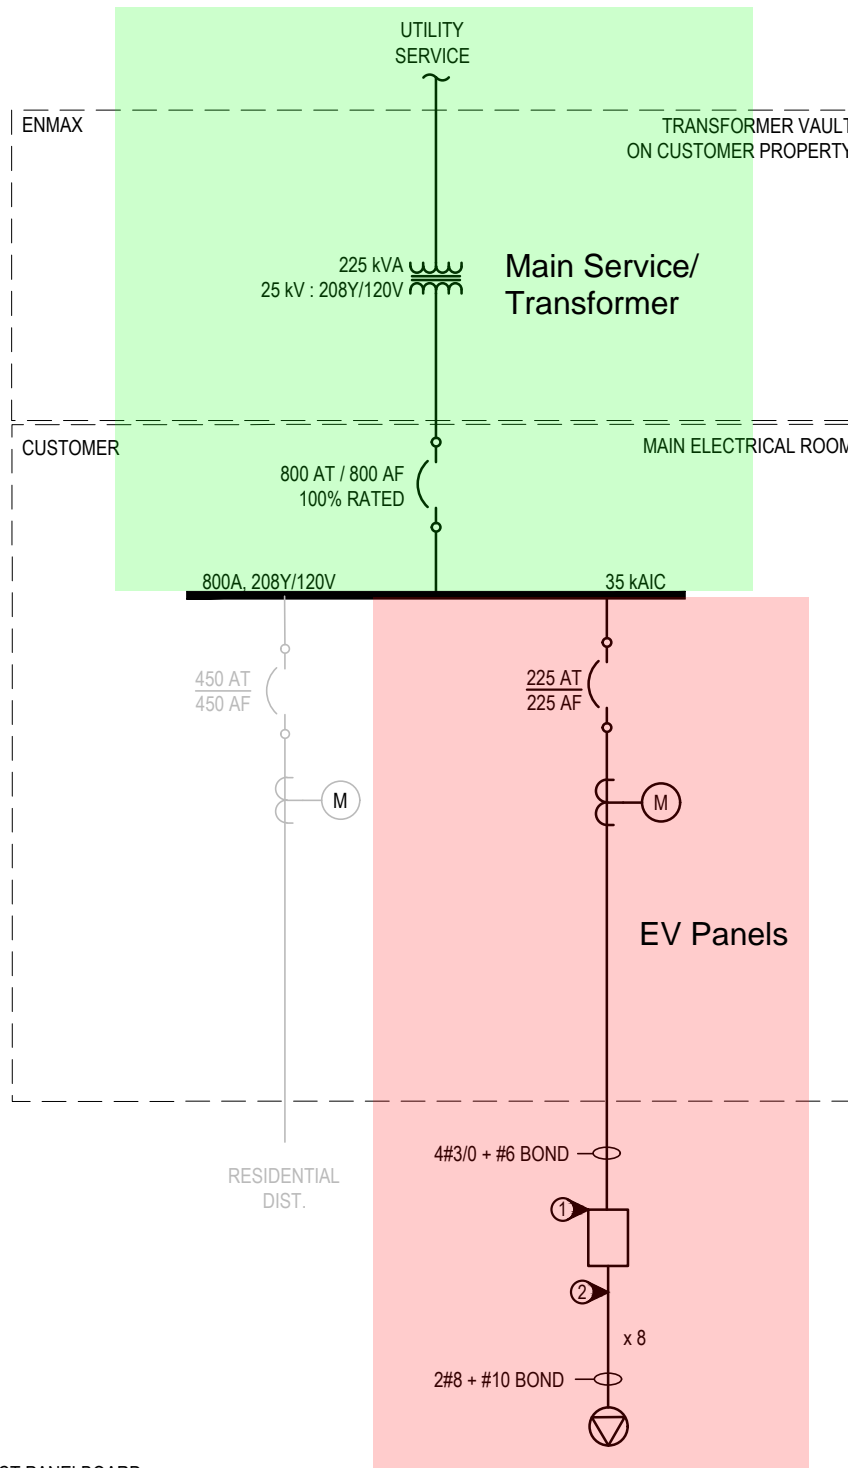 UTILITY
SERVICE
ENMAX
TRANSFORMER VAULT
ON CUSTOMER PROPERTY
225 kVA
25 kV : 208Y/120V
Main Service/
Transformer
CUSTOMER
MAIN ELECTRICAL ROOM
800 AT / 800 AF
100% RATED
800A, 208Y/120V
35 kAIC
450 AT
450 AF
225 AT
225 AF
M
M
EV Panels
4#3/0 + #6 BOND
RESIDENTIAL
DIST.
1
2
x 8
2#8 + #10 BOND